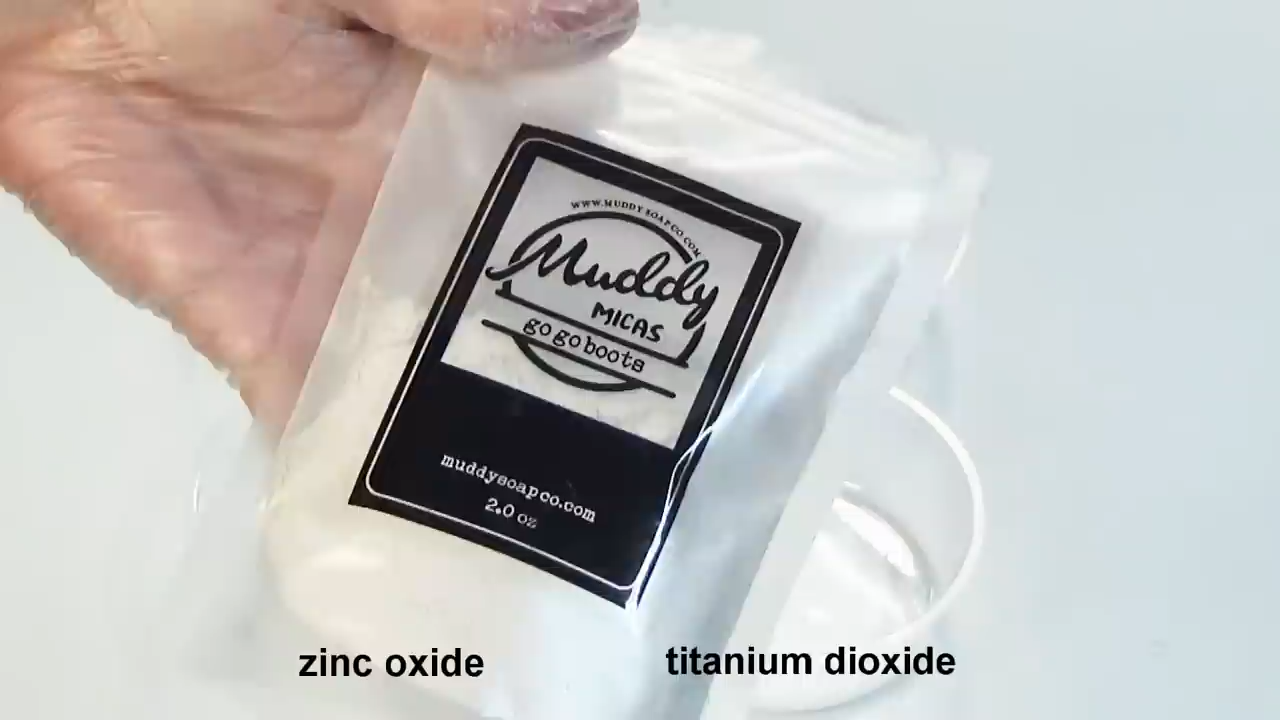 WWW.MUDDYSOAPCO.COM
Muddy
MICAS
go go boots
muddysoapco.com
2.0 oz
zinc oxide
titanium dioxide